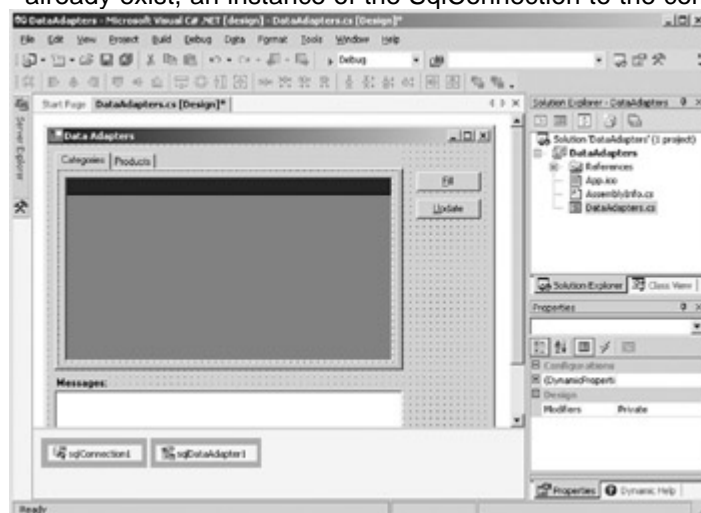 already exist, an instance of the SqlConnection to the
DataAdapters - Microsoft Visual C# .NET [design] - DataAdapters.cs [Design]*
File Edit View Project Build Debug Data Format Tools Window Help
Debug
Start Page DataAdapters.cs [Design]*
Solution Explorer - DataAdapters
Server Explorer
Solution 'DataAdapters' (1 project)
DataAdapters
References
App.ico
AssemblyInfo.cs
DataAdapters.cs
Data Adapters
Categories Products
Fill
Update
Solution Explorer Class View
Properties
Configurations
(DynamicProperti
Design
Modifiers Private
Messages:
sqlConnection1 sqlDataAdapter1
Properties Dynamic Help
Ready